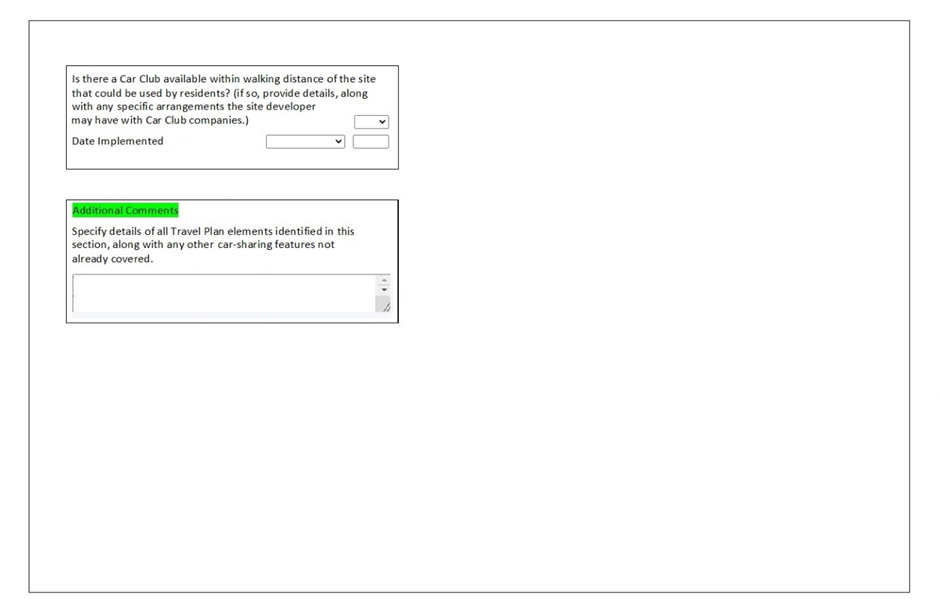 Is there a Car Club available within walking distance of the site
that could be used by residents? (if so, provide details, along
with any specific arrangements the site developer
may have with Car Club companies.)
Date Implemented
Additional Comments
Specify details of all Travel Plan elements identified in this
section, along with any other car-sharing features not
already covered.